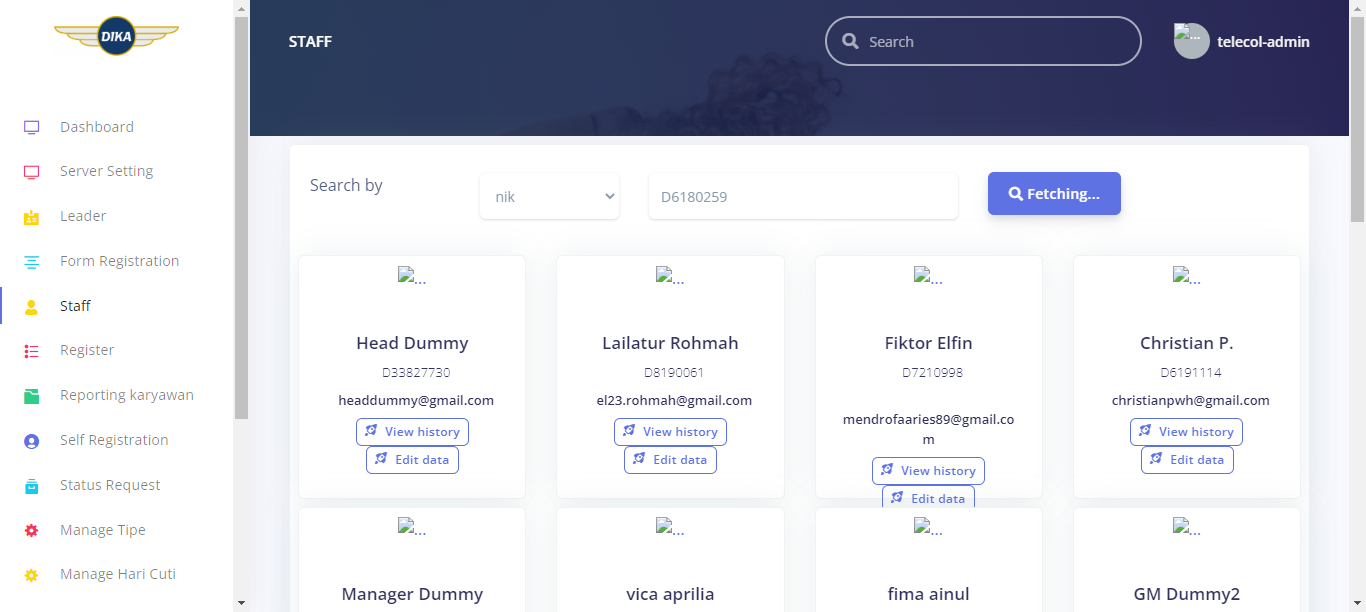 DIKA
STAFF
Search
... telecol-admin
Dashboard
Server Setting
Leader
Form Registration
Staff
Register
Reporting karyawan
Self Registration
Status Request
Manage Tipe
Manage Hari Cuti
Search by
nik
D6180259
Fetching...
...
Head Dummy
D33827730
headdummy@gmail.com
View history
Edit data
...
Lailatur Rohmah
D8190061
el23.rohmah@gmail.com
View history
Edit data
...
Fiktor Elfin
D7210998
mendrofaaries89@gmail.co
m
View history
Edit data
...
Christian P.
D6191114
christianpwh@gmail.com
View history
Edit data
...
Manager Dummy
...
vica aprilia
...
fima ainul
...
GM Dummy2